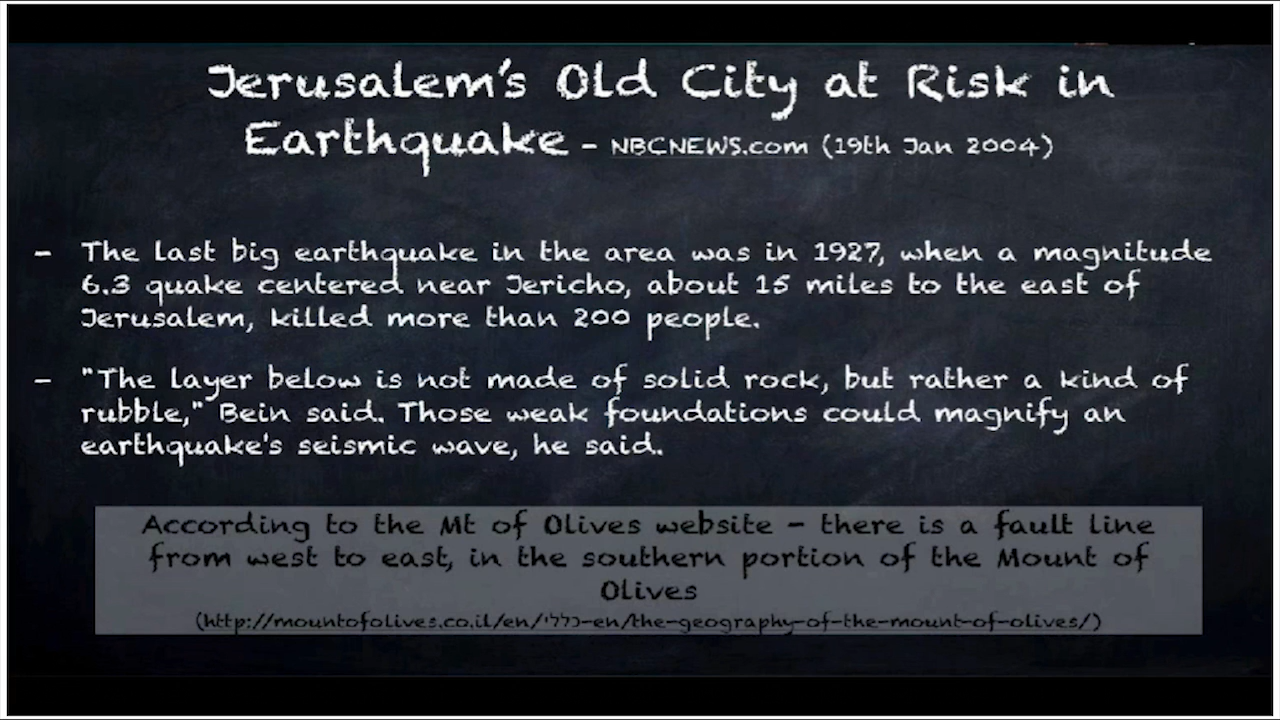 Jerusalem's Old City at Risk in
Earthquake - NBCNEWS.com (19th Jan 2004)
- The last big earthquake in the area was in 1927, when a magnitude
6.3 quake centered near Jericho, about 15 miles to the east of
Jerusalem, killed more than 200 people.
- "The layer below is not made of solid rock, but rather a kind of
rubble," Bein said. Those weak foundations could magnify an
earthquake's seismic wave, he said.
According to the Mt of Olives website - there is a fault line
from west to east, in the southern portion of the Mount of
Olives
(http://mountofolives.co.il/en/כללי-en/the-geography-of-the-mount-of-olives/)